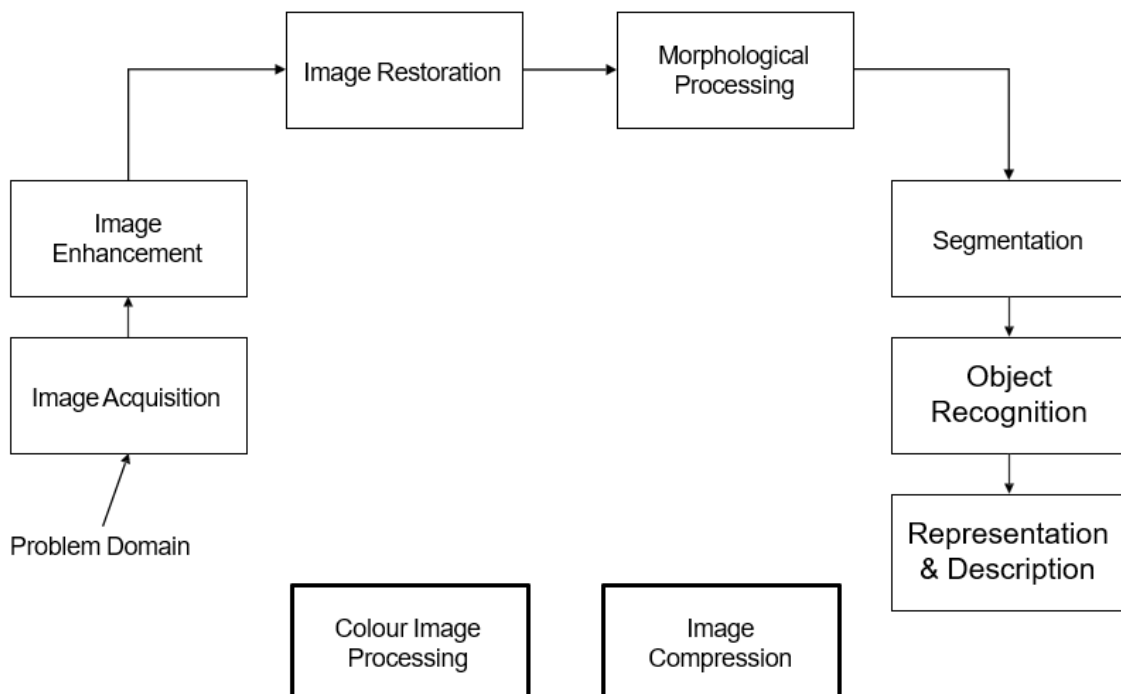 Image Restoration
Morphological
Processing
Image
Enhancement
Segmentation
Image Acquisition
Object
Recognition
Problem Domain
Representation
& Description
Colour Image
Processing
Image
Compression